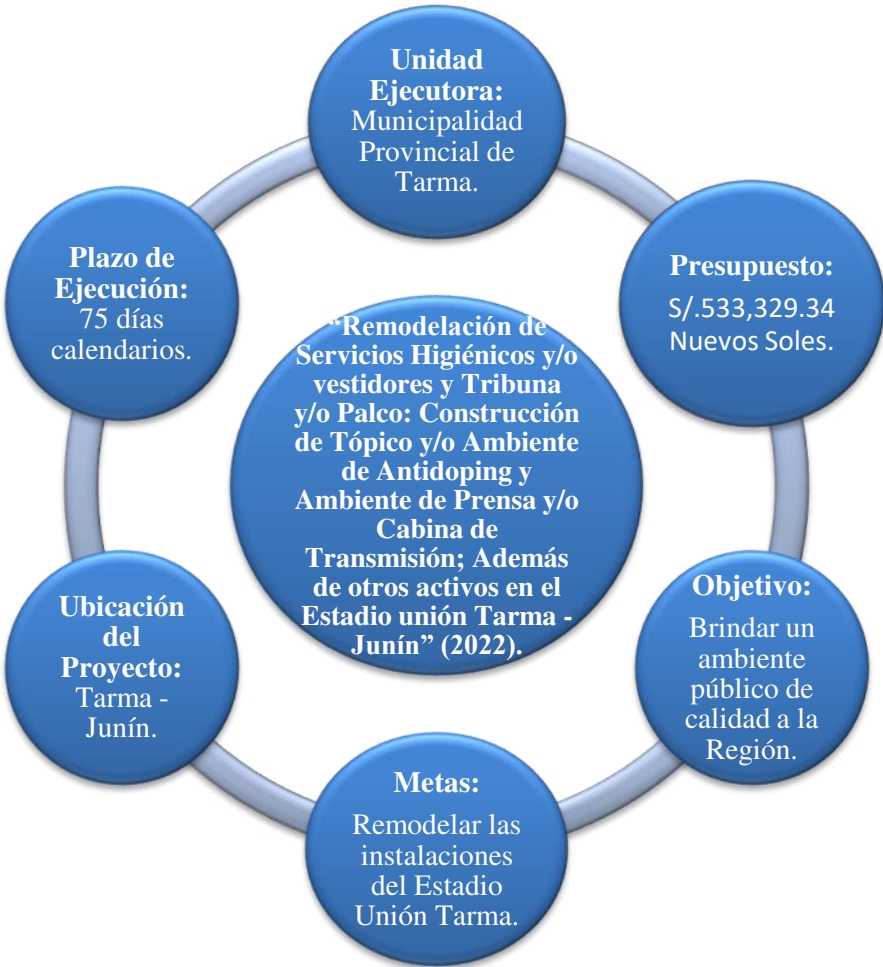 Unidad
Ejecutora:
Municipalidad
Provincial de
Tarma.
Presupuesto:
S/.533,329.34
Nuevos Soles.
Objetivo:
Brindar un
ambiente
público de
calidad a la
Región.
Metas:
Remodelar las
instalaciones
del Estadio
Unión Tarma.
Ubicación
del
Proyecto:
Tarma -
Junín.
Plazo de
Ejecución:
75 días
calendarios.
“Remodelación de
Servicios Higiénicos y/o
vestidores y Tribuna
y/o Palco: Construcción
de Tópico y/o Ambiente
de Antidoping y
Ambiente de Prensa y/o
Cabina de
Transmisión; Además
de otros activos en el
Estadio unión Tarma -
Junín” (2022).